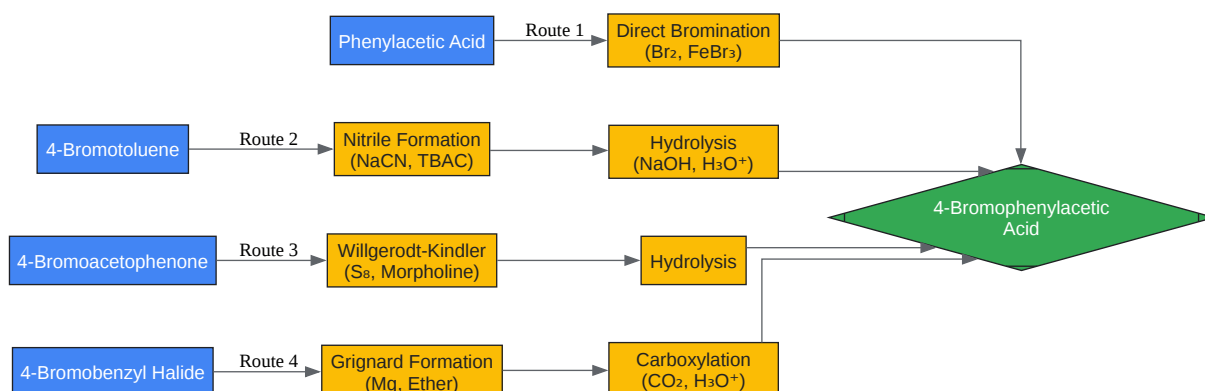 Phenylacetic Acid
Route 1
Direct Bromination
(Br₂, FeBr₃)
4-Bromotoluene
Route 2
Nitrile Formation
(NaCN, TBAC)
Hydrolysis
(NaOH, H₃O⁺)
4-Bromophenylacetic
Acid
4-Bromoacetophenone
Route 3
Willgerodt-Kindler
(S₈, Morpholine)
Hydrolysis
4-Bromobenzyl Halide
Route 4
Grignard Formation
(Mg, Ether)
Carboxylation
(CO₂, H₃O⁺)